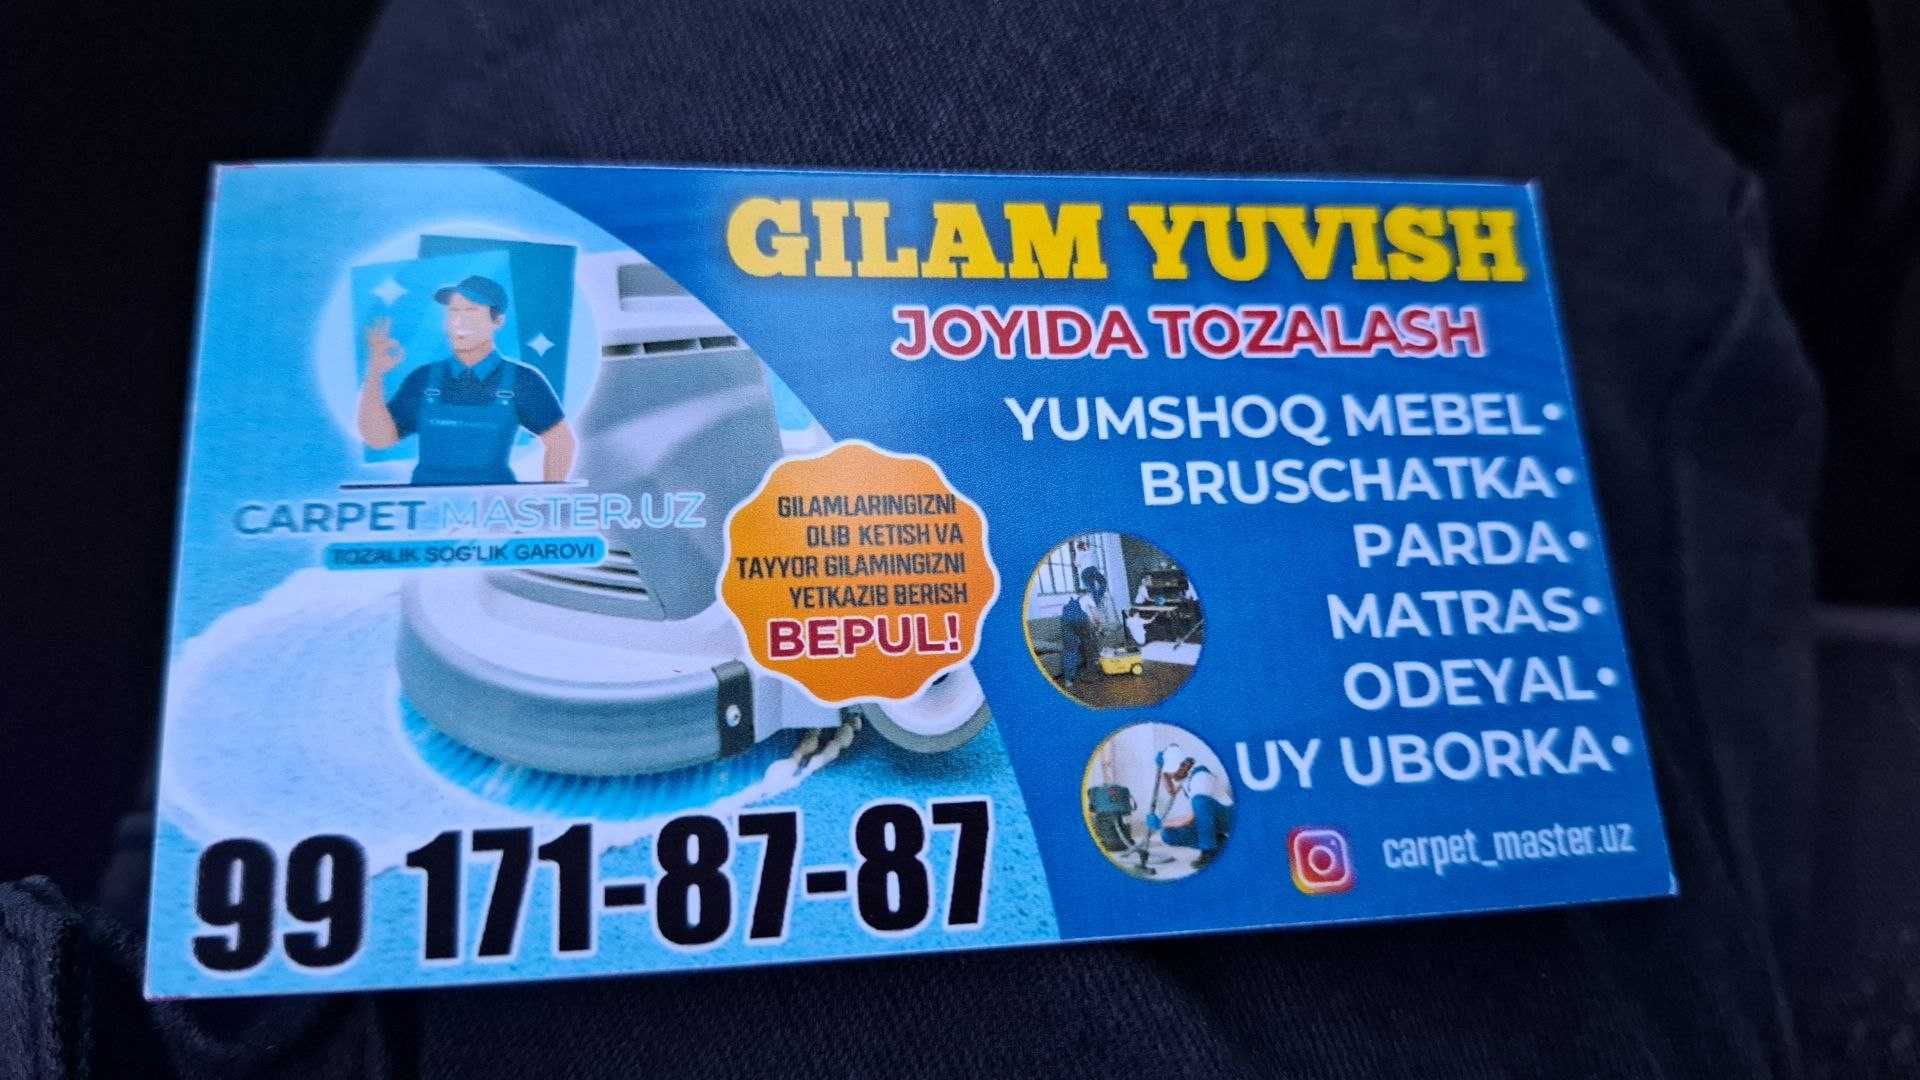 GILAM YUVISH
JOYIDA TOZALASH
YUMSHOQ MEBEL•
BRUSCHATKA•
PARDA•
MATRAS•
ODEYAL•
UY UBORKA•
carpet_master.uz
CARPET MASTER.UZ
TOZALIK SOG'LIK GAROVI
GILAMLARINGIZNI
OLIB KETISH VA
TAYYOR GILAMINGIZNI
YETKAZIB BERISH
BEPUL!
99 171-87-87